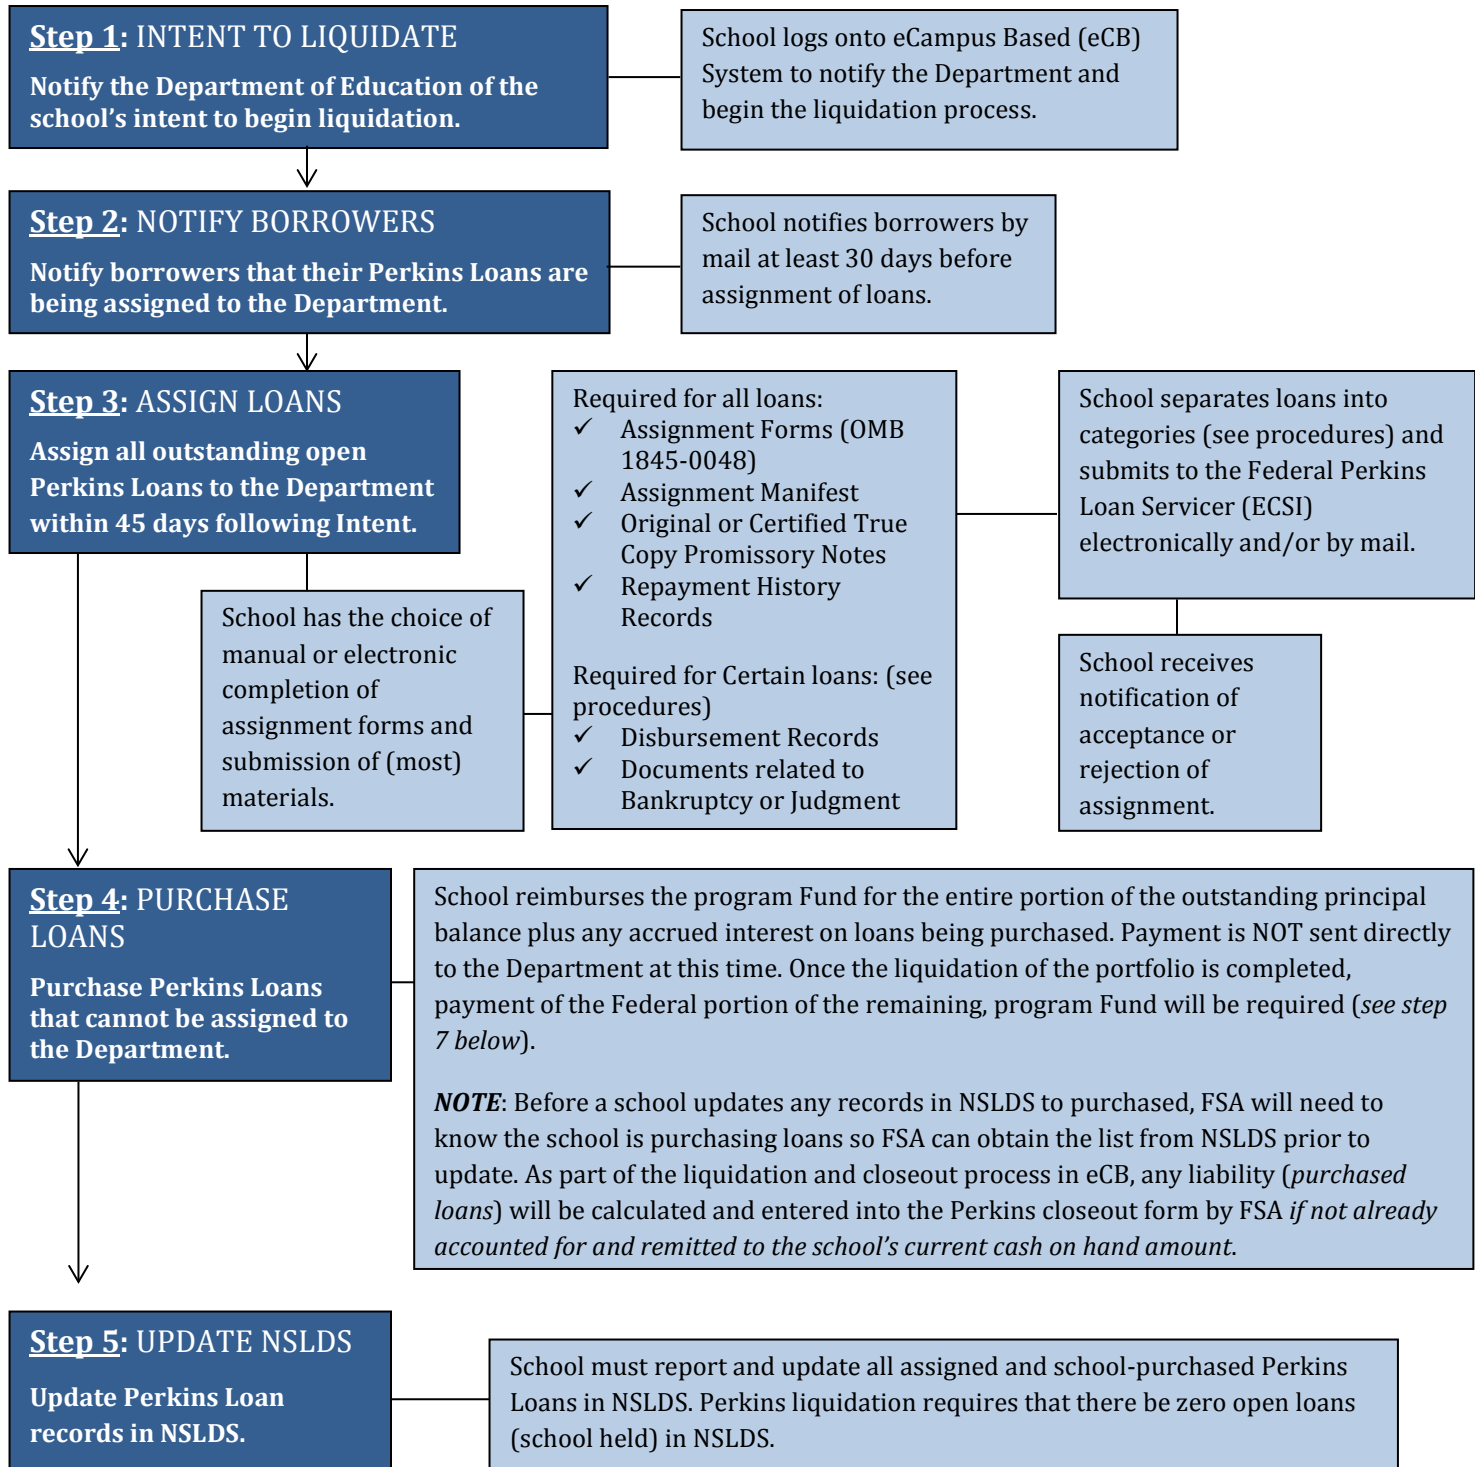 Step 1: INTENT TO LIQUIDATE
Notify the Department of Education of the
school’s intent to begin liquidation.
School logs onto eCampus Based (eCB)
System to notify the Department and
begin the liquidation process.
Step 2: NOTIFY BORROWERS
Notify borrowers that their Perkins Loans are
being assigned to the Department.
School notifies borrowers by
mail at least 30 days before
assignment of loans.
Step 3: ASSIGN LOANS
Assign all outstanding open
Perkins Loans to the Department
within 45 days following Intent.
School has the choice of
manual or electronic
completion of
assignment forms and
submission of (most)
materials.
Required for all loans:
✓ Assignment Forms (OMB
1845-0048)
✓ Assignment Manifest
✓ Original or Certified True
Copy Promissory Notes
✓ Repayment History
Records
Required for Certain loans: (see
procedures)
✓ Disbursement Records
✓ Documents related to
Bankruptcy or Judgment
School separates loans into
categories (see procedures) and
submits to the Federal Perkins
Loan Servicer (ECSI)
electronically and/or by mail.
School receives
notification of
acceptance or
rejection of
assignment.
Step 4: PURCHASE
LOANS
Purchase Perkins Loans
that cannot be assigned to
the Department.
School reimburses the program Fund for the entire portion of the outstanding principal
balance plus any accrued interest on loans being purchased. Payment is NOT sent directly
to the Department at this time. Once the liquidation of the portfolio is completed,
payment of the Federal portion of the remaining, program Fund will be required (see step
7 below).
NOTE: Before a school updates any records in NSLDS to purchased, FSA will need to
know the school is purchasing loans so FSA can obtain the list from NSLDS prior to
update. As part of the liquidation and closeout process in eCB, any liability (purchased
loans) will be calculated and entered into the Perkins closeout form by FSA if not already
accounted for and remitted to the school’s current cash on hand amount.
Step 5: UPDATE NSLDS
Update Perkins Loan
records in NSLDS.
School must report and update all assigned and school-purchased Perkins
Loans in NSLDS. Perkins liquidation requires that there be zero open loans
(school held) in NSLDS.